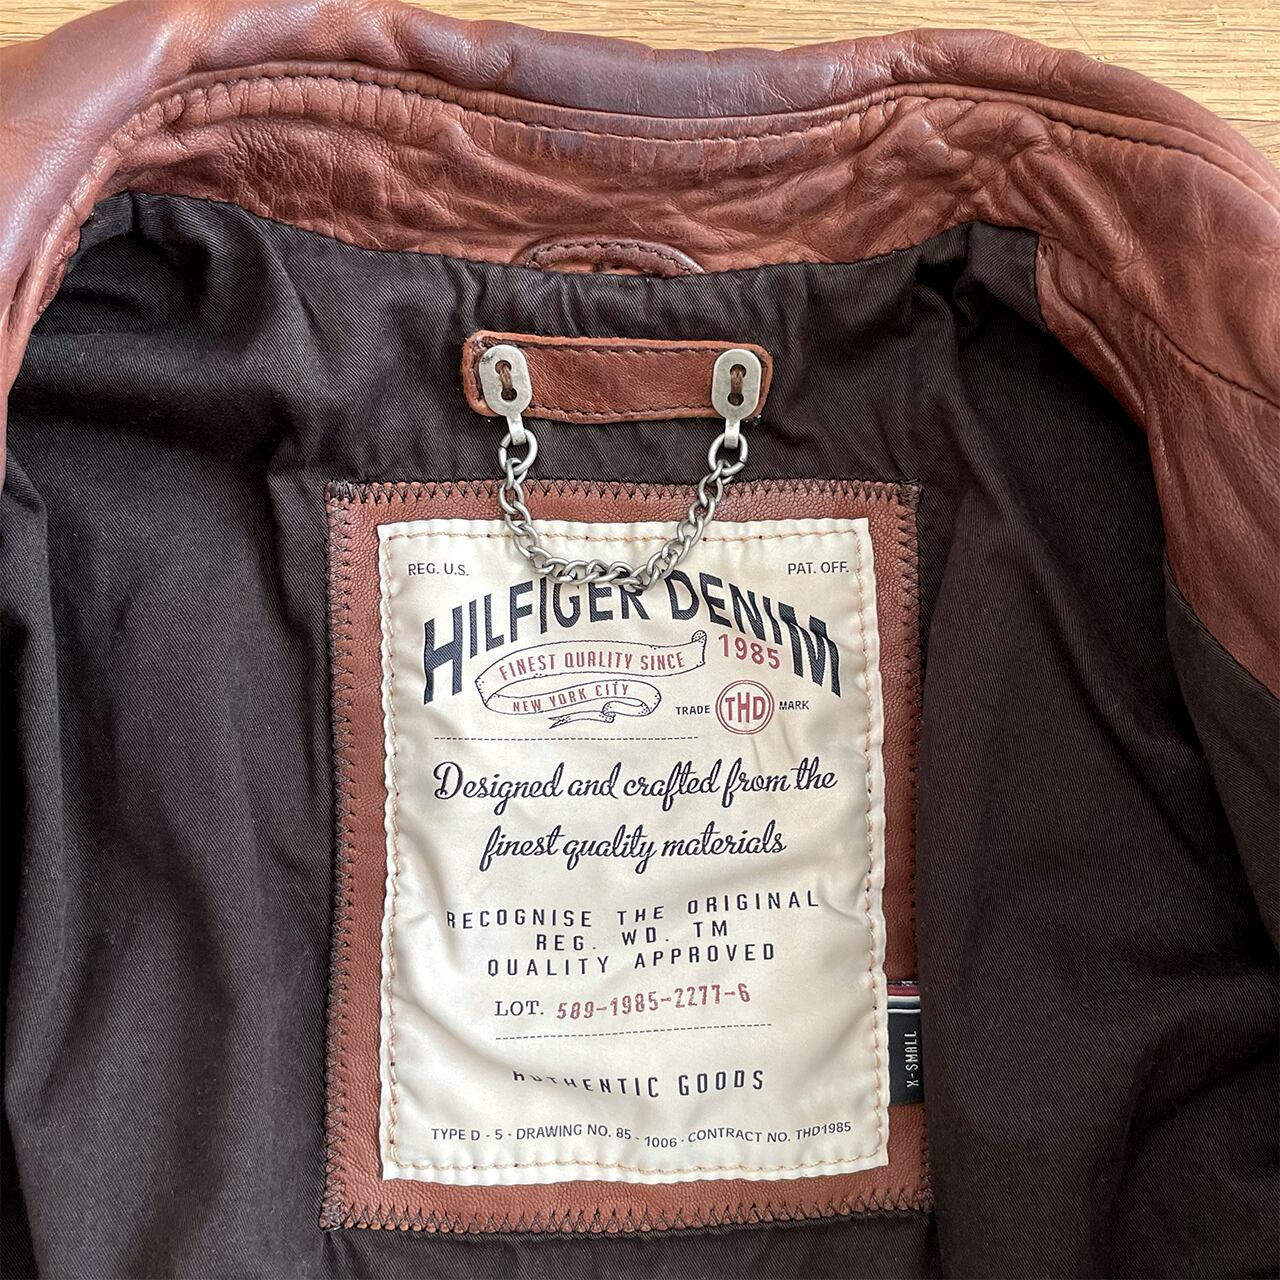 REG. U.S. PAT. OFF.
HILFIGER DENIM
FINEST QUALITY SINCE 1985
NEW YORK CITY
TRADE THD MARK
Designed and crafted from the
finest quality materials
RECOGNISE THE ORIGINAL
REG. WD. TM
QUALITY APPROVED
LOT. 589-1985-2277-6
AUTHENTIC GOODS
TYPE D - 5 · DRAWING NO. 85 - 1006 · CONTRACT NO. THD1985
X-SMALL